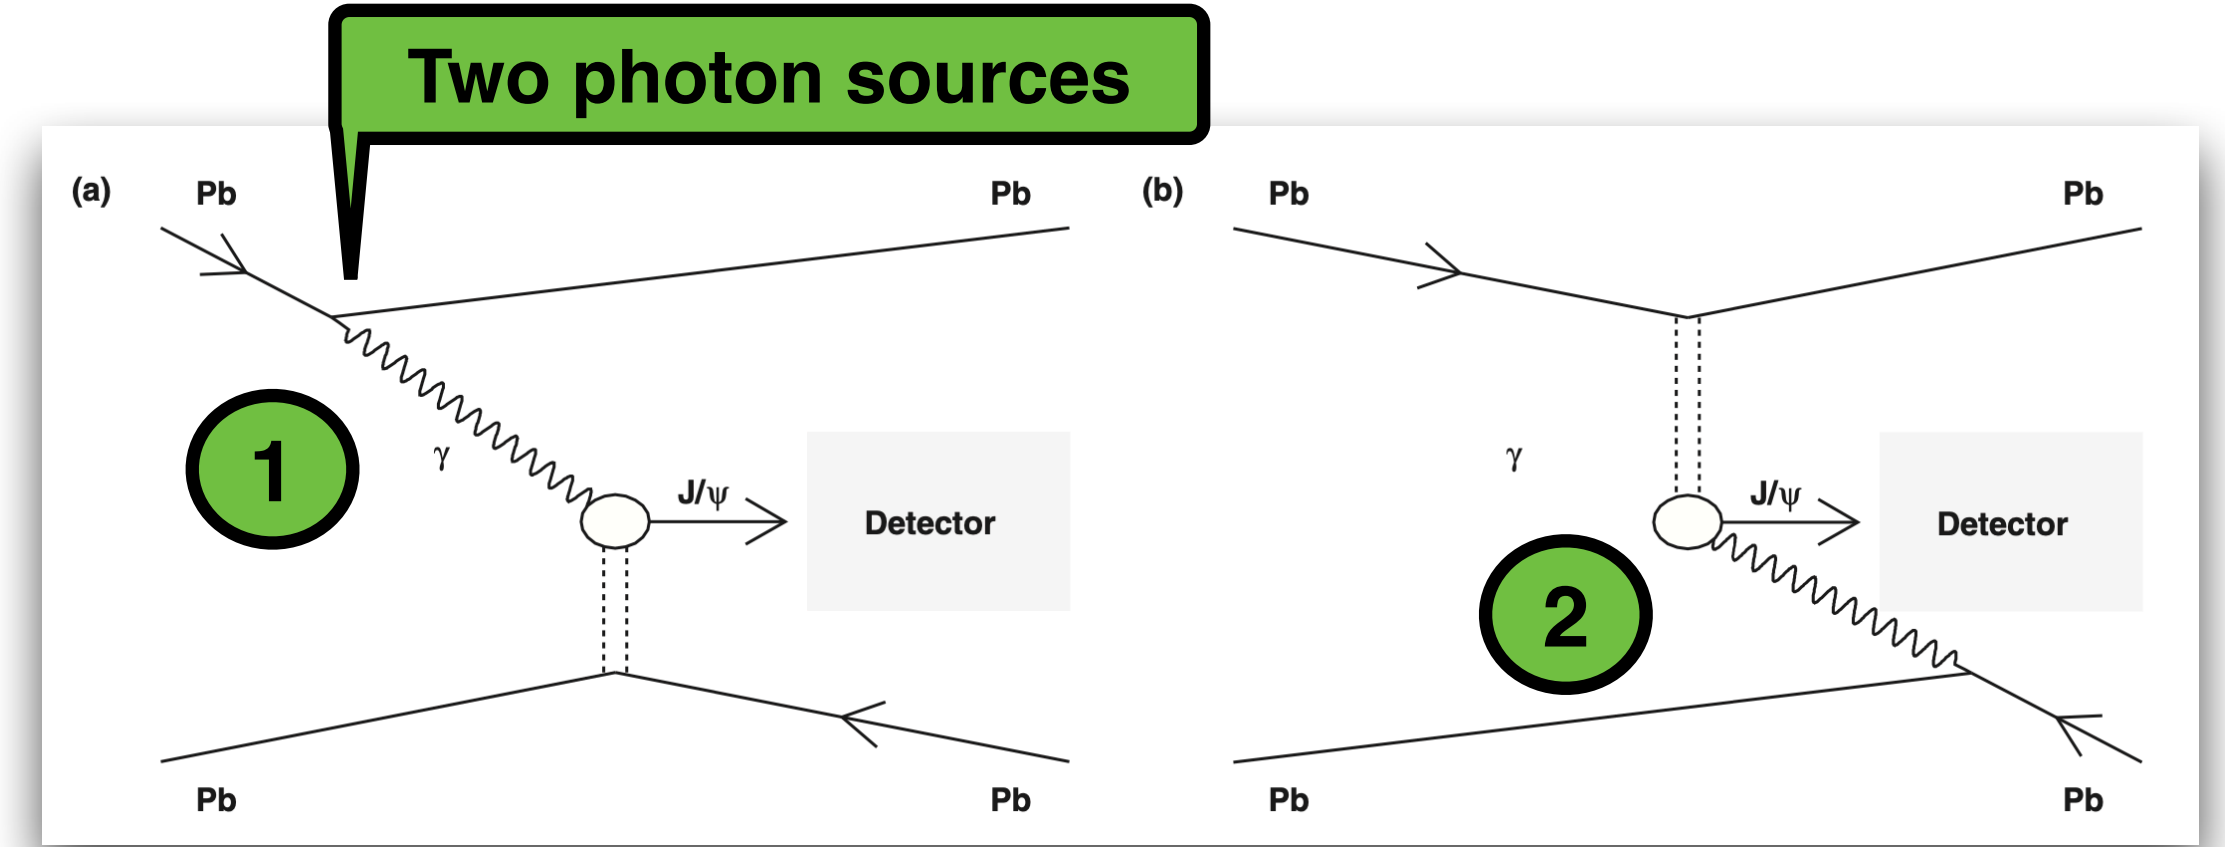 Two photon sources
(a)
Pb
Pb
1
γ
J/ψ
Detector
Pb
Pb
(b)
Pb
Pb
γ
J/ψ
Detector
2
Pb
Pb